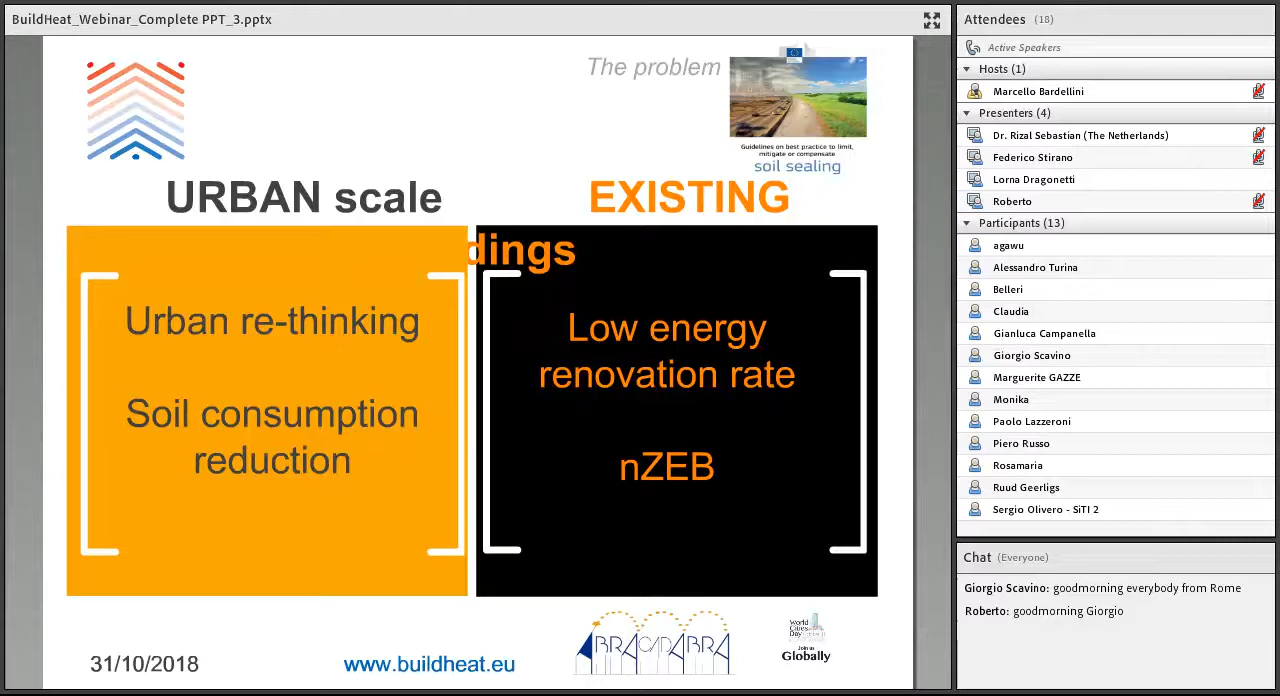 BuildHeat_Webinar_Complete PPT_3.pptx
The problem
Guidelines on best practice to limit,
mitigate or compensate
soil sealing
URBAN scale
EXISTING
dings
Urban re-thinking
Soil consumption
reduction
Low energy
renovation rate
nZEB
31/10/2018
www.buildheat.eu
ABRACADABRA
World
Cities
Day
Join us
Globally
Attendees (18)
Active Speakers
Hosts (1)
Marcello Bardellini
Presenters (4)
Dr. Rizal Sebastian (The Netherlands)
Federico Stirano
Lorna Dragonetti
Roberto
Participants (13)
agawu
Alessandro Turina
Belleri
Claudia
Gianluca Campanella
Giorgio Scavino
Marguerite GAZZE
Monika
Paolo Lazzeroni
Piero Russo
Rosamaria
Ruud Geerligs
Sergio Olivero - SiTI 2
Chat (Everyone)
Giorgio Scavino: goodmorning everybody from Rome
Roberto: goodmorning Giorgio